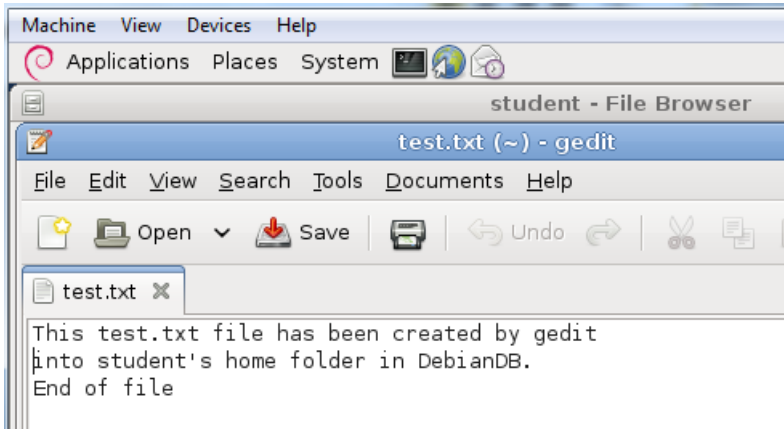 Machine View Devices Help
Applications Places System
student - File Browser
test.txt (~) - gedit
File Edit View Search Tools Documents Help
Open Save Undo
test.txt
This test.txt file has been created by gedit
into student's home folder in DebianDB.
End of file